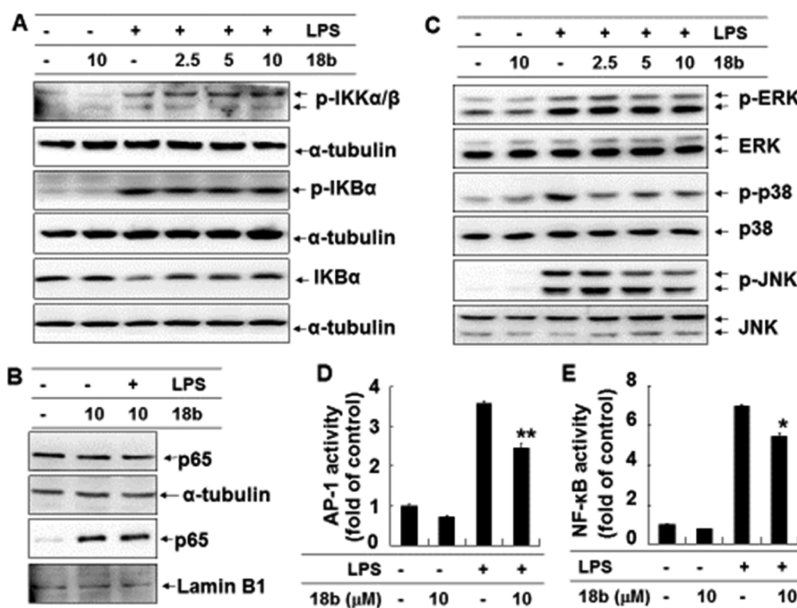 A
- - + + + + LPS
- 10 - 2.5 5 10 18b
p-IKKα/β
α-tubulin
p-IKBα
α-tubulin
IKBα
α-tubulin
B
- - + LPS
- 10 10 18b
p65
α-tubulin
p65
Lamin B1
C
- - + + + + LPS
- 10 - 2.5 5 10 18b
p-ERK
ERK
p-p38
p38
p-JNK
JNK
D
AP-1 activity
(fold of control)
4
3
2
1
0
**
LPS - - + +
18b (μM) - 10 - 10
E
NF-κB activity
(fold of control)
8
6
4
2
0
*
LPS - - + +
18b (μM) - 10 - 10